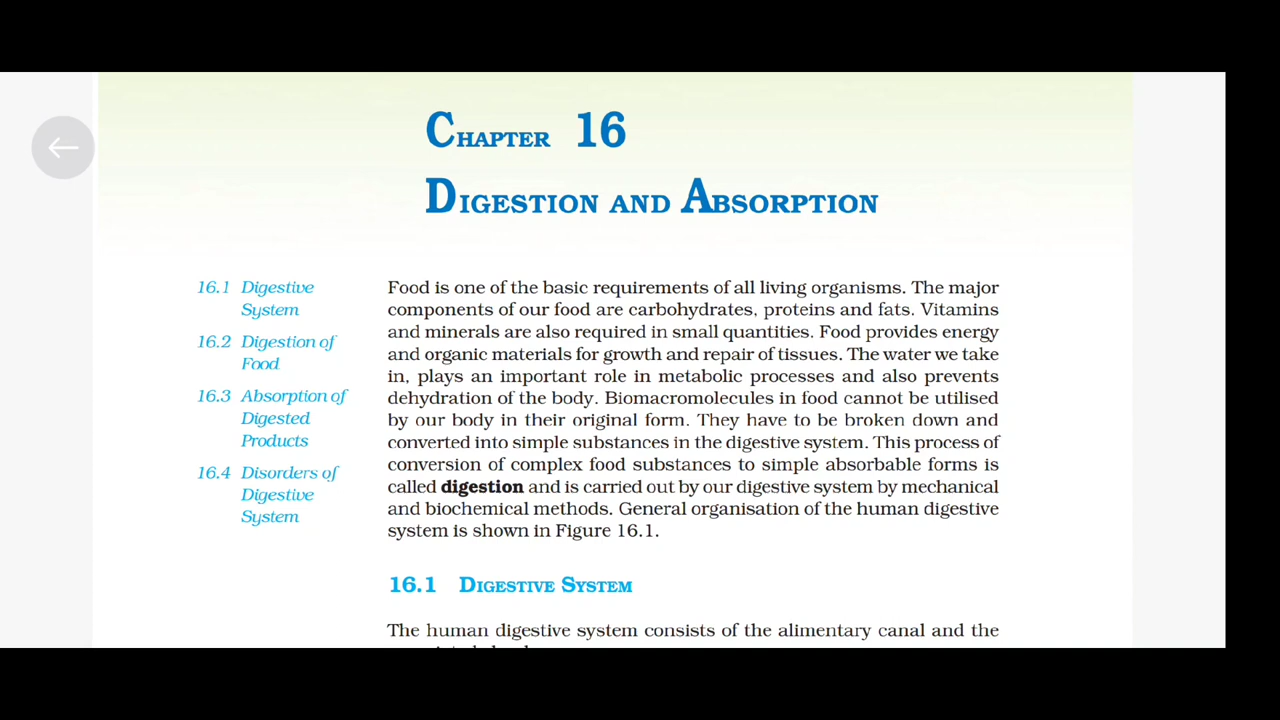 CHAPTER 16
DIGESTION AND ABSORPTION
16.1 Digestive
System
16.2 Digestion of
Food
16.3 Absorption of
Digested
Products
16.4 Disorders of
Digestive
System
Food is one of the basic requirements of all living organisms. The major
components of our food are carbohydrates, proteins and fats. Vitamins
and minerals are also required in small quantities. Food provides energy
and organic materials for growth and repair of tissues. The water we take
in, plays an important role in metabolic processes and also prevents
dehydration of the body. Biomacromolecules in food cannot be utilised
by our body in their original form. They have to be broken down and
converted into simple substances in the digestive system. This process of
conversion of complex food substances to simple absorbable forms is
called digestion and is carried out by our digestive system by mechanical
and biochemical methods. General organisation of the human digestive
system is shown in Figure 16.1.
16.1 DIGESTIVE SYSTEM
The human digestive system consists of the alimentary canal and the